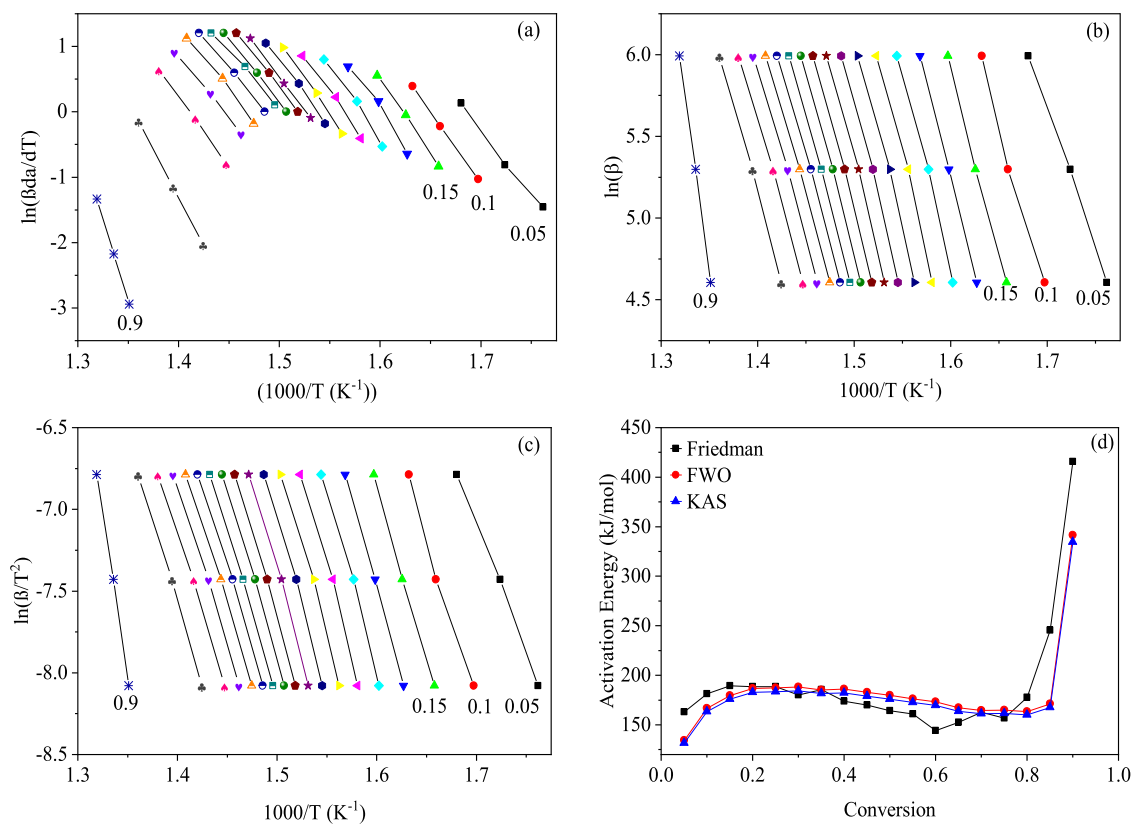 (a)
ln(ßda/dT)
1
0
-1
-2
-3
0.15
0.1
0.05
0.9
1.3 1.4 1.5 1.6 1.7
(1000/T (K⁻¹))
(b)
ln(β)
6.0
5.5
5.0
4.5
0.9
0.15
0.1
0.05
1.3 1.4 1.5 1.6 1.7
1000/T (K⁻¹)
(c)
ln(ß/T²)
-6.5
-7.0
-7.5
-8.0
-8.5
0.9
0.15
0.1
0.05
1.3 1.4 1.5 1.6 1.7
1000/T (K⁻¹)
(d)
Activation Energy (kJ/mol)
450
400
350
300
250
200
150
Friedman
FWO
KAS
0.0 0.2 0.4 0.6 0.8 1.0
Conversion